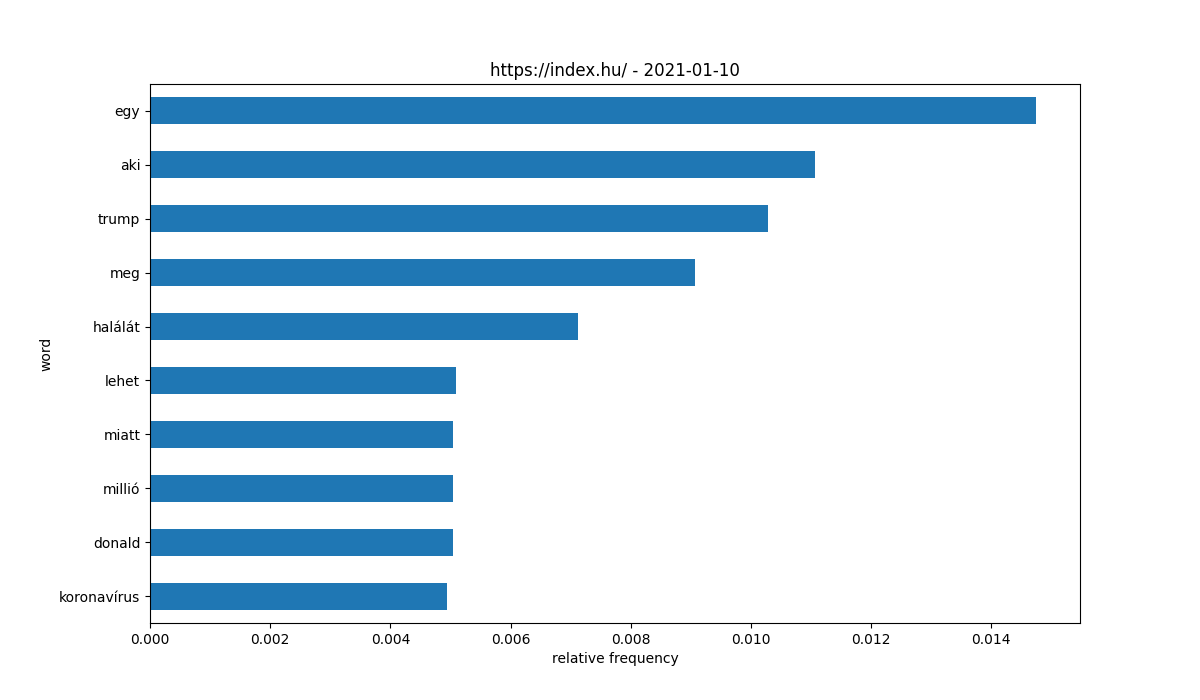 https://index.hu/ - 2021-01-10
egy
aki
trump
meg
halálát
lehet
miatt
millió
donald
koronavírus
word
0.000 0.002 0.004 0.006 0.008 0.010 0.012 0.014
relative frequency